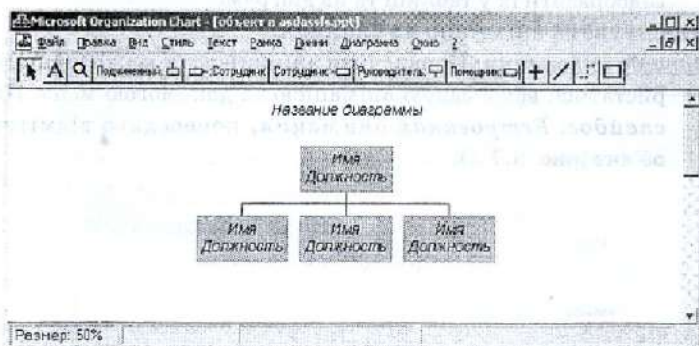 Microsoft Organization Chart - [объект в asdassfs.ppt]
Файл Правка Вид Стиль Текст Рамка Линии Диаграмма Окно ?
Подчиненный: :Сотрудник Сотрудник: Руководитель: Помощник:
Название диаграммы
Имя
Должность
Имя Имя Имя
Должность Должность Должность
Размер: 50%